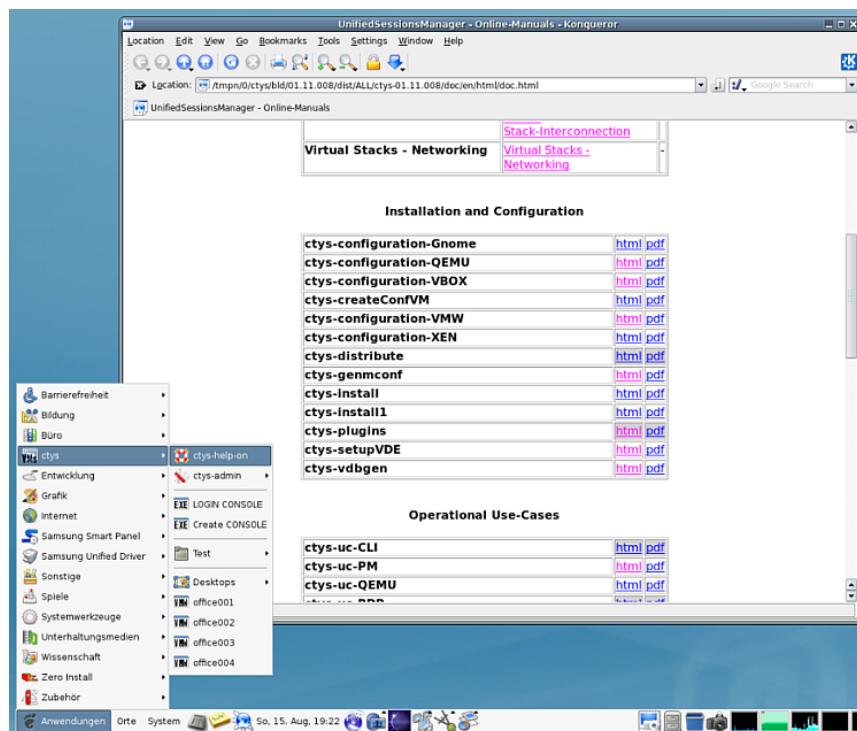 UnifiedSessionsManager - Online-Manuals - Konqueror
Location Edit View Go Bookmarks Tools Settings Window Help
Location: /tmpn/0/ctys/bld/01.11.008/dist/ALL/ctys-01.11.008/doc/en/html/doc.html
Google Search
UnifiedSessionsManager - Online-Manuals
Stack-Interconnection
Virtual Stacks - Networking Virtual Stacks - -
Networking
Installation and Configuration
ctys-configuration-Gnome html pdf
ctys-configuration-QEMU html pdf
ctys-configuration-VBOX html pdf
ctys-createConfVM html pdf
ctys-configuration-VMW html pdf
ctys-configuration-XEN html pdf
ctys-distribute html pdf
ctys-genmconf html pdf
ctys-install html pdf
ctys-install1 html pdf
ctys-plugins html pdf
ctys-setupVDE html pdf
ctys-vdbgen html pdf
Operational Use-Cases
ctys-uc-CLI html pdf
ctys-uc-PM html pdf
ctys-uc-QEMU html pdf
Barrierefreiheit
Bildung
Büro
ctys
Entwicklung
Grafik
Internet
Samsung Smart Panel
Samsung Unified Driver
Sonstige
Spiele
Systemwerkzeuge
Unterhaltungsmedien
Wissenschaft
Zero Install
Zubehör
ctys-help-on
ctys-admin
EXE LOGIN CONSOLE
EXE Create CONSOLE
Test
Desktops
office001
office002
office003
office004
Anwendungen Orte System So, 15. Aug, 19:22